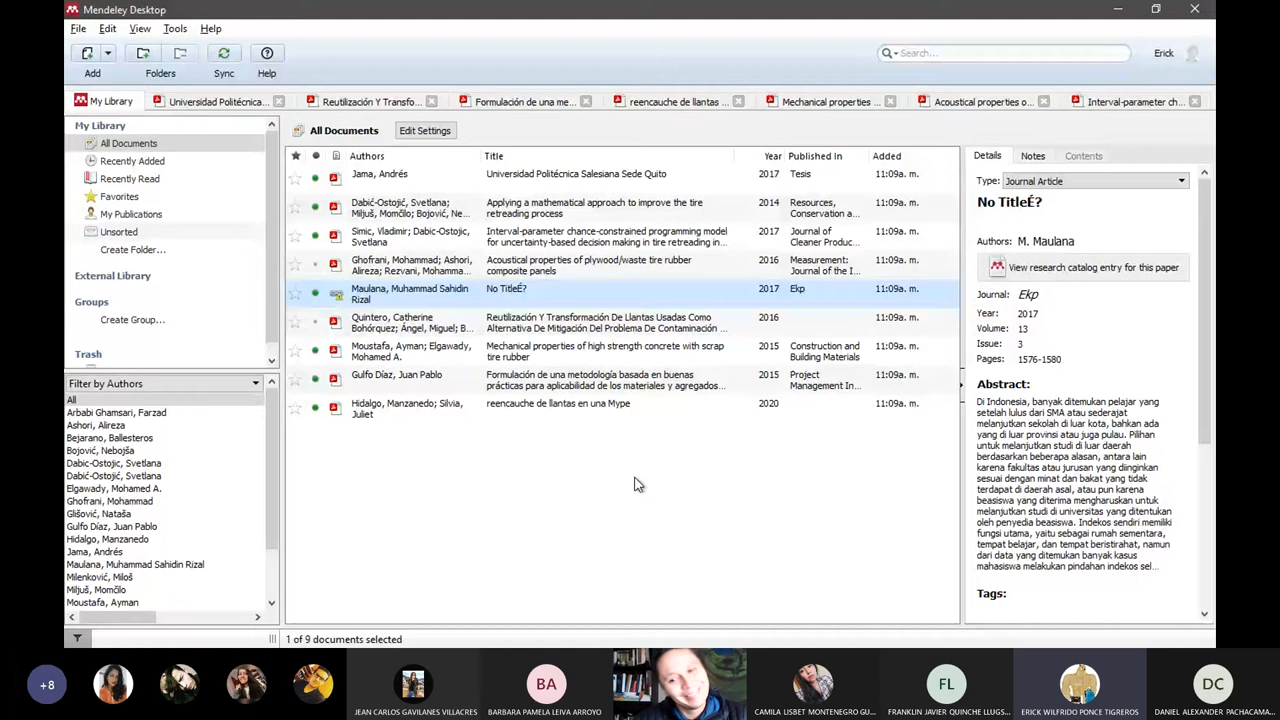 Mendeley Desktop
File Edit View Tools Help
Search...
Erick
Add Folders Sync Help
My Library Universidad Politécnica... Reutilización Y Transfo... Formulación de una me... reencauche de llantas ... Mechanical properties ... Acoustical properties o... Interval-parameter ch...
My Library
All Documents
Recently Added
Recently Read
Favorites
My Publications
Unsorted
Create Folder...
External Library
Groups
Create Group...
Trash
Filter by Authors
All
Arbabi Ghamsari, Farzad
Ashori, Alireza
Bejarano, Ballesteros
Bojović, Nebojša
Dabic-Ostojic, Svetlana
Dabić-Ostojić, Svetlana
Elgawady, Mohamed A.
Ghofrani, Mohammad
Glišović, Nataša
Gulfo Díaz, Juan Pablo
Hidalgo, Manzanedo
Jama, Andrés
Maulana, Muhammad Sahidin Rizal
Milenković, Miloš
Miljuš, Momčilo
Moustafa, Ayman
All Documents Edit Settings
Authors Title Year Published In Added
Jama, Andrés Universidad Politécnica Salesiana Sede Quito 2017 Tesis 11:09a. m.
Dabić-Ostojić, Svetlana; Applying a mathematical approach to improve the tire 2014 Resources, 11:09a. m.
Miljuš, Momčilo; Bojović, Ne... retreading process Conservation a...
Simic, Vladimir; Dabic-Ostojic, Interval-parameter chance-constrained programming model 2017 Journal of 11:09a. m.
Svetlana for uncertainty-based decision making in tire retreading in... Cleaner Produc...
Ghofrani, Mohammad; Ashori, Acoustical properties of plywood/waste tire rubber 2016 Measurement: 11:09a. m.
Alireza; Rezvani, Mohamma... composite panels Journal of the I...
Maulana, Muhammad Sahidin No TitleÉ? 2017 Ekp 11:09a. m.
Rizal
Quintero, Catherine Reutilización Y Transformación De Llantas Usadas Como 2016 11:09a. m.
Bohórquez; Ángel, Miguel; B... Alternativa De Mitigación Del Problema De Contaminación ...
Moustafa, Ayman; Elgawady, Mechanical properties of high strength concrete with scrap 2015 Construction and 11:09a. m.
Mohamed A. tire rubber Building Materials
Gulfo Díaz, Juan Pablo Formulación de una metodología basada en buenas 2015 Project 11:09a. m.
prácticas para aplicabilidad de los materiales y agregados... Management In...
Hidalgo, Manzanedo; Silvia, reencauche de llantas en una Mype 2020 11:09a. m.
Juliet
1 of 9 documents selected
Details Notes Contents
Type: Journal Article
No TitleÉ?
Authors: M. Maulana
View research catalog entry for this paper
Journal: Ekp
Year: 2017
Volume: 13
Issue: 3
Pages: 1576-1580
Abstract:
Di Indonesia, banyak ditemukan pelajar yang
setelah lulus dari SMA atau sederajat
melanjutkan sekolah di luar kota, bahkan ada
yang di luar provinsi atau juga pulau. Pilihan
untuk melanjutkan studi di luar daerah
berdasarkan beberapa alasan, antara lain
karena fakultas atau jurusan yang diinginkan
sesuai dengan minat dan bakat yang tidak
terdapat di daerah asal, atau pun karena
beasiswa yang diterima mengharuskan untuk
melanjutkan studi di universitas yang ditentukan
oleh penyedia beasiswa. Indekos sendiri memiliki
fungsi utama, yaitu sebagai rumah sementara,
tempat belajar, dan tempat beristirahat, namun
dari data yang ditemukan banyak kasus
mahasiswa melakukan pindahan indekos sel...
Tags:
+8
BA
FL
DC
JEAN CARLOS GAVILANES VILLACRES
BARBARA PAMELA LEIVA ARROYO
CAMILA LISBET MONTENEGRO GU...
FRANKLIN JAVIER QUINCHE LLUGS...
ERICK WILFRIDO PONCE TIGREROS
DANIEL ALEXANDER PACHACAMA...